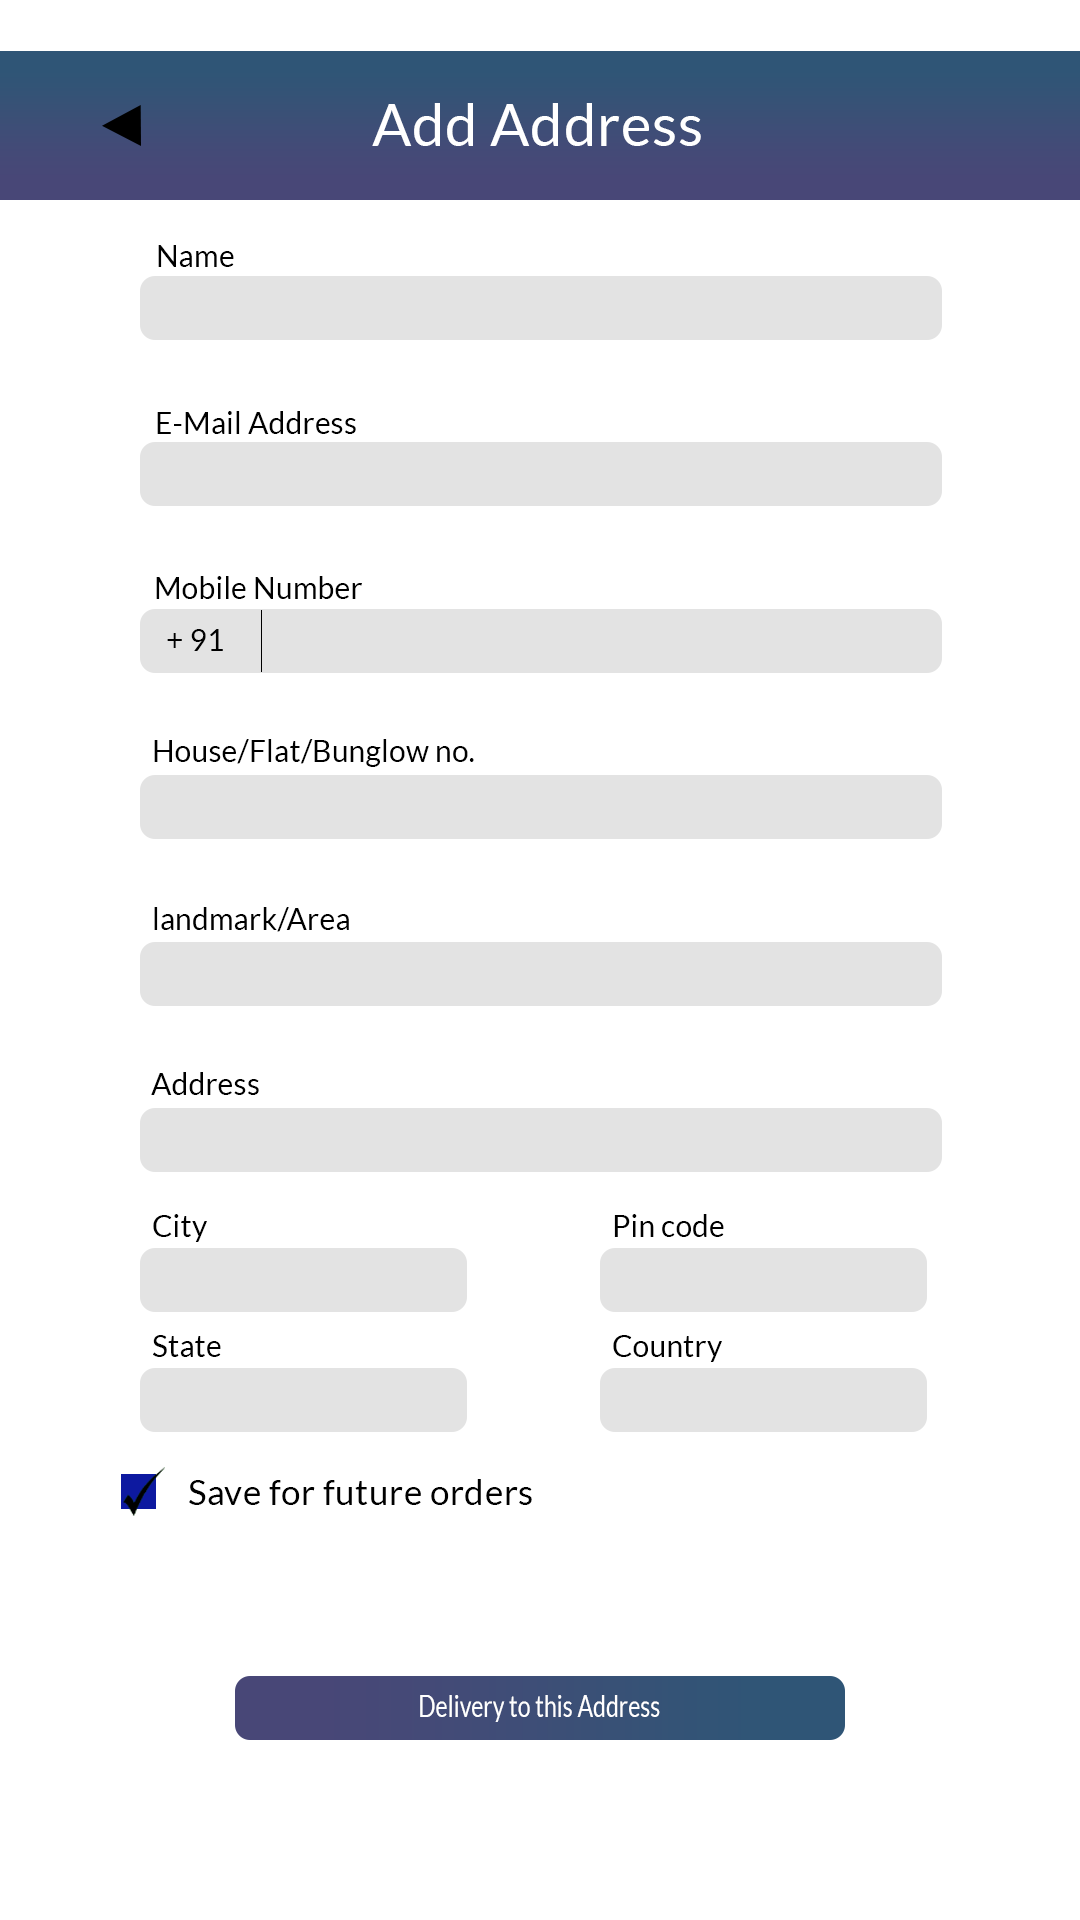 Add Address
Name
E-Mail Address
Mobile Number
+ 91
House/Flat/Bunglow no.
landmark/Area
Address
City
Pin code
State
Country
Save for future orders
Delivery to this Address